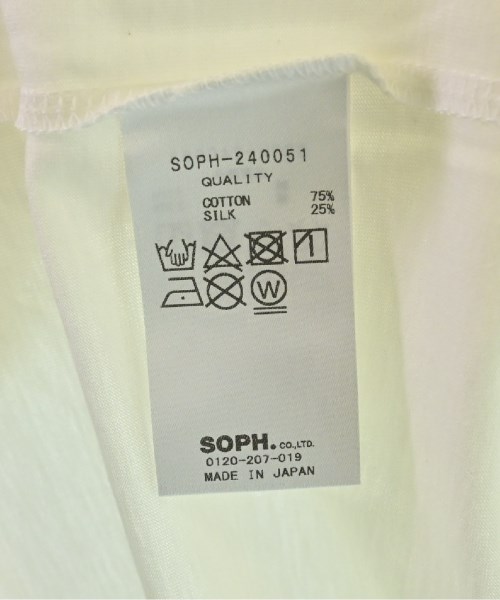 SOPH-240051
QUALITY
COTTON 75%
SILK 25%
W
SOPH. CO.,LTD.
0120-207-019
MADE IN JAPAN